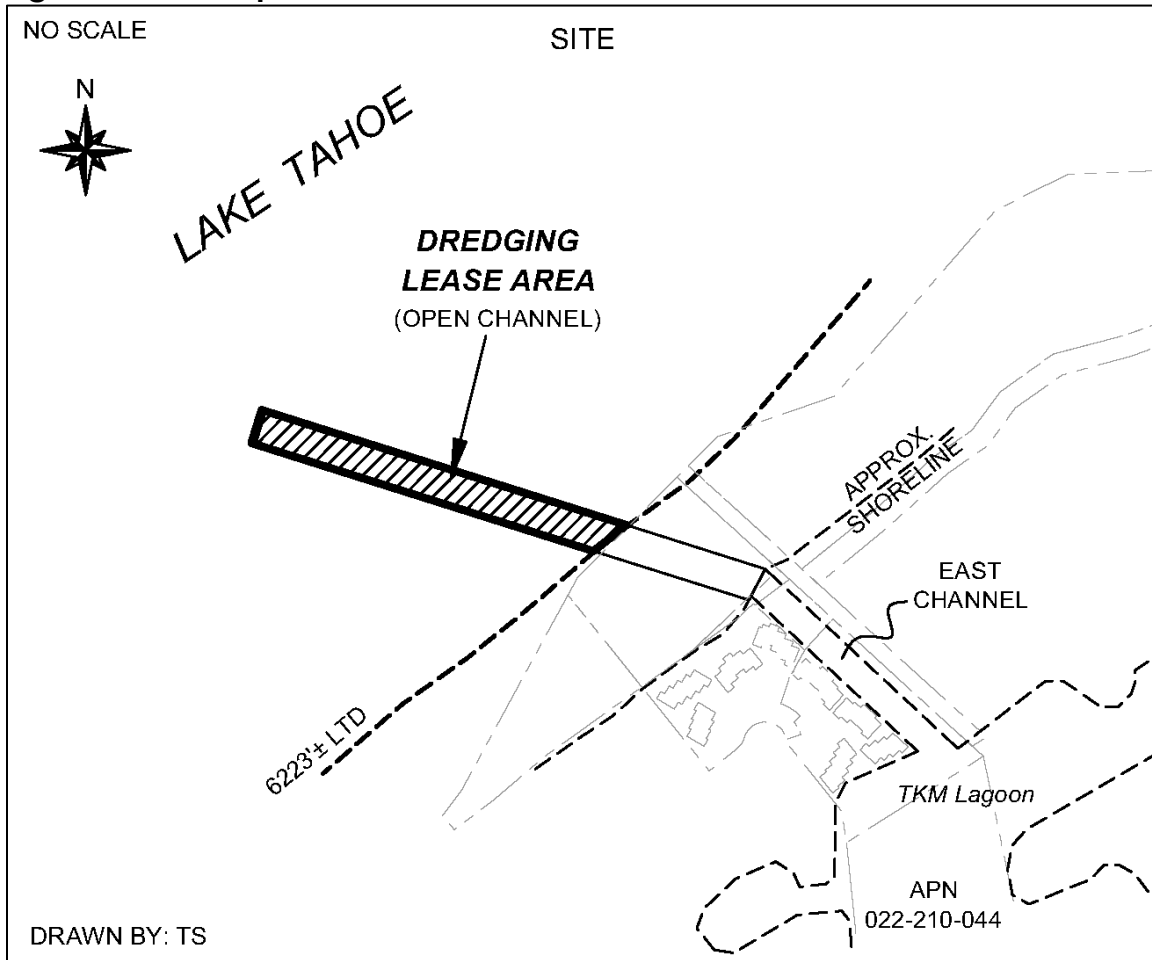 NO SCALE
SITE
N
LAKE TAHOE
DREDGING
LEASE AREA
(OPEN CHANNEL)
APPROX.
SHORELINE
EAST
CHANNEL
6223'± LTD
TKM Lagoon
APN
022-210-044
DRAWN BY: TS